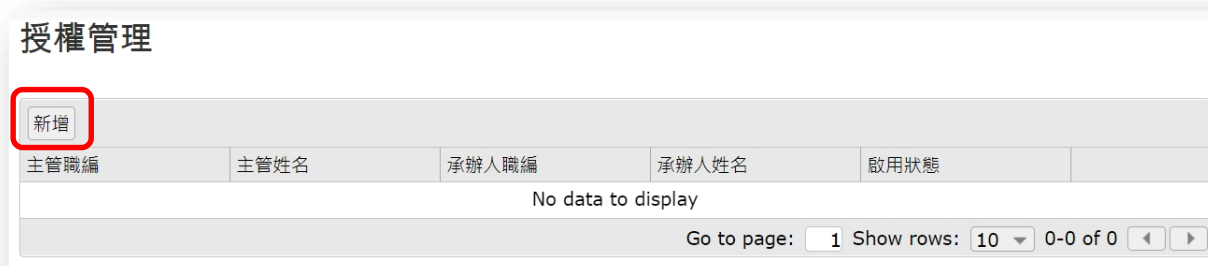 授權管理
新增
主管職編 主管姓名 承辦人職編 承辦人姓名 啟用狀態
No data to display
Go to page: 1 Show rows: 10 0-0 of 0